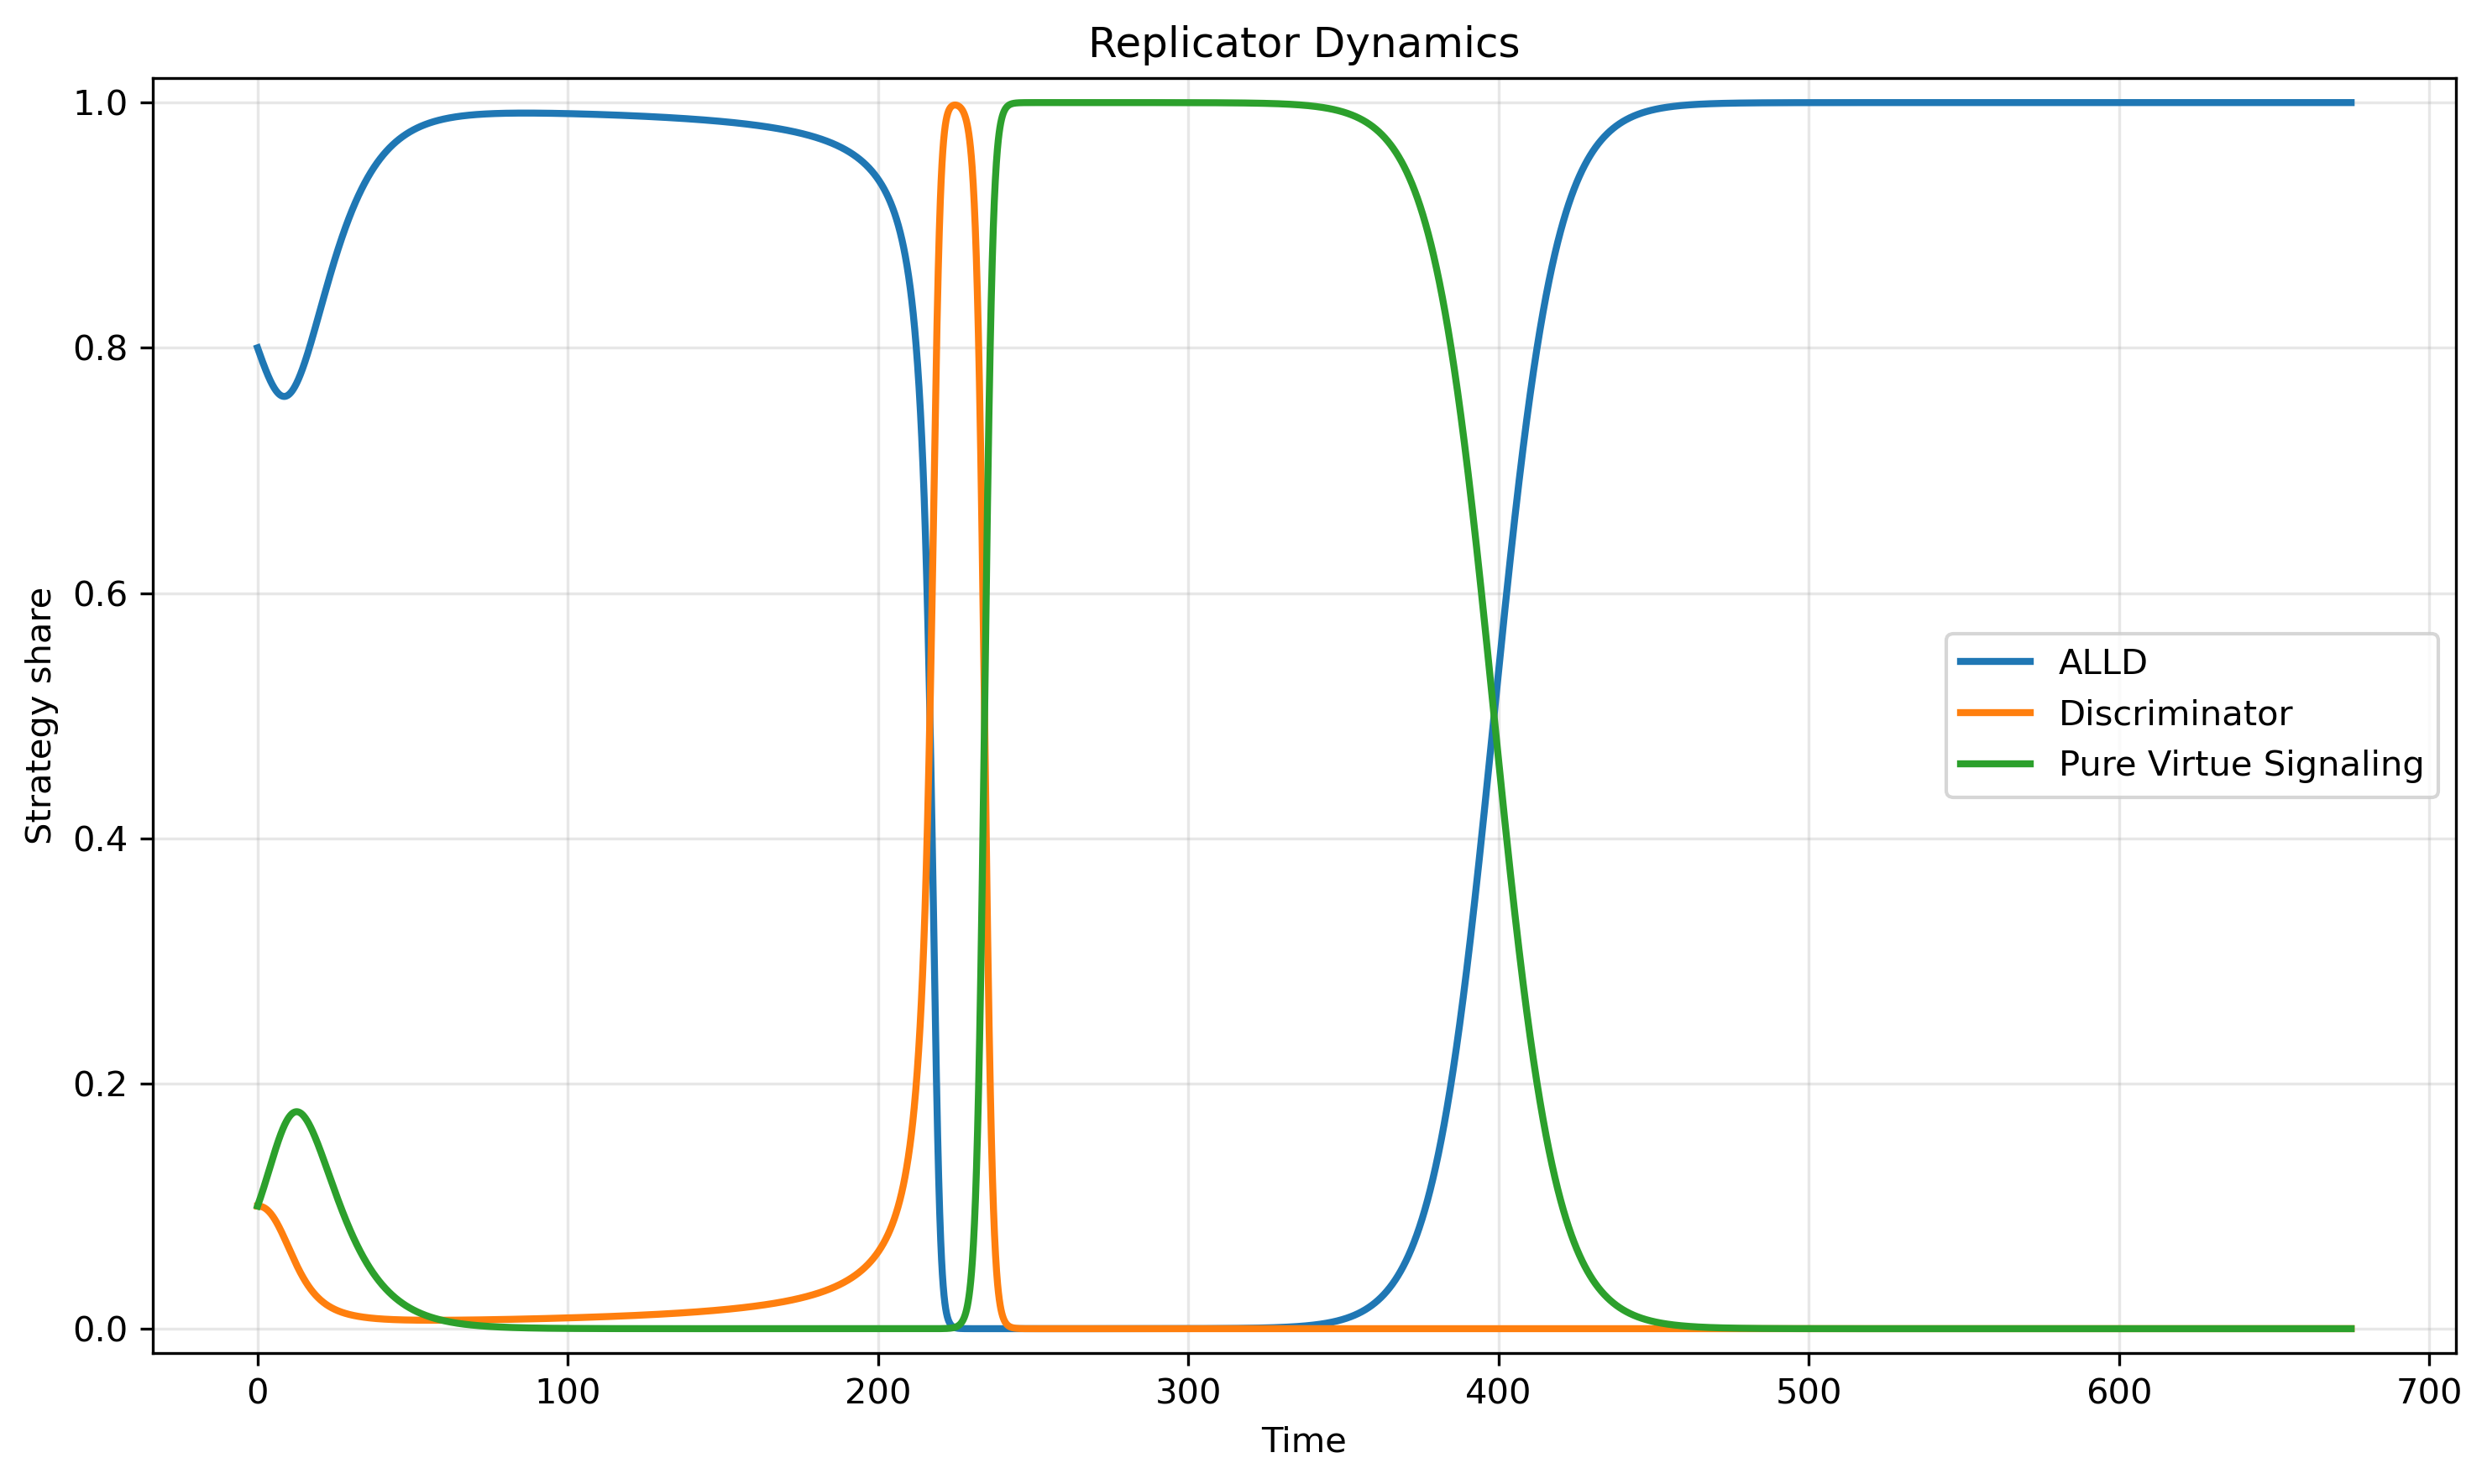 Replicator Dynamics
Strategy share
1.0
0.8
0.6
0.4
0.2
0.0
ALLD
Discriminator
Pure Virtue Signaling
0 100 200 300 400 500 600 700
Time